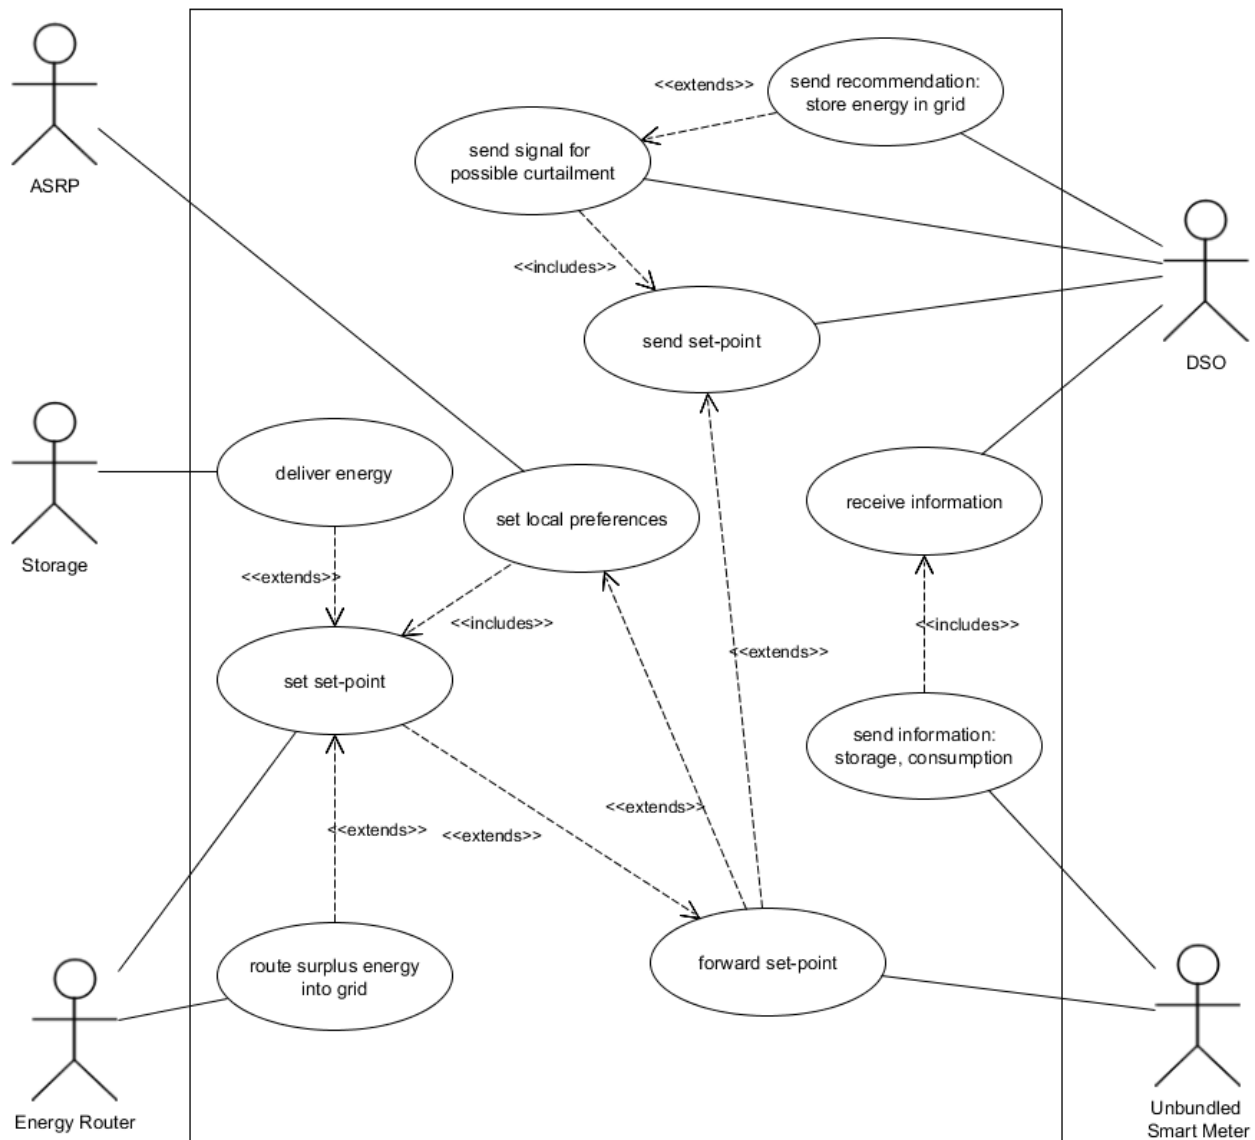 send recommendation:
store energy in grid
<<extends>>
send signal for
possible curtailment
ASRP
<<includes>>
send set-point
DSO
deliver energy
set local preferences
receive information
Storage
<<extends>>
<<includes>>
<<includes>>
<<extends>>
set set-point
send information:
storage, consumption
<<extends>>
<<extends>>
<<extends>>
route surplus energy
into grid
forward set-point
Energy Router
Unbundled
Smart Meter